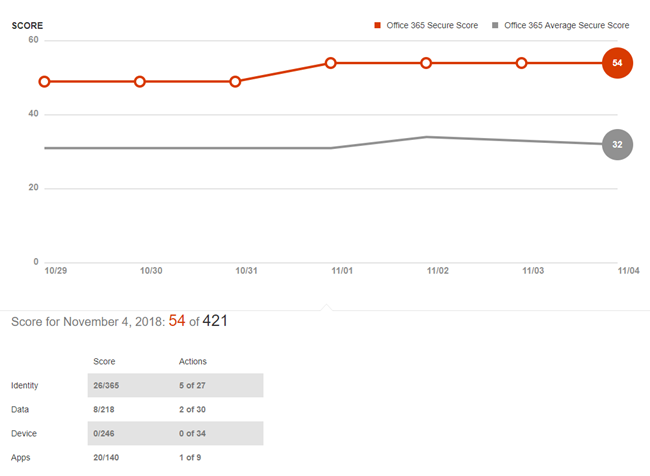 SCORE
Office 365 Secure Score
Office 365 Average Secure Score
60
54
40
32
20
0
10/29 10/30 10/31 11/01 11/02 11/03 11/04
Score for November 4, 2018: 54 of 421
Score Actions
Identity 26/365 5 of 27
Data 8/218 2 of 30
Device 0/246 0 of 34
Apps 20/140 1 of 9